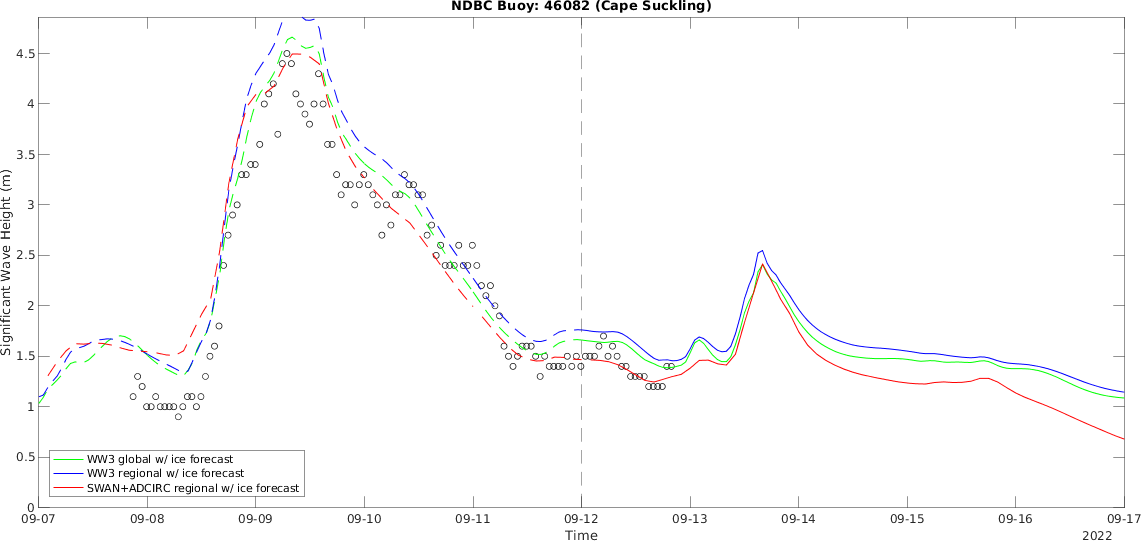 NDBC Buoy: 46082 (Cape Suckling)
Significant Wave Height (m)
4.5
4
3.5
3
2.5
2
1.5
1
0.5
0
WW3 global w/ ice forecast
WW3 regional w/ ice forecast
SWAN+ADCIRC regional w/ ice forecast
09-07 09-08 09-09 09-10 09-11 09-12 09-13 09-14 09-15 09-16 09-17
Time
2022